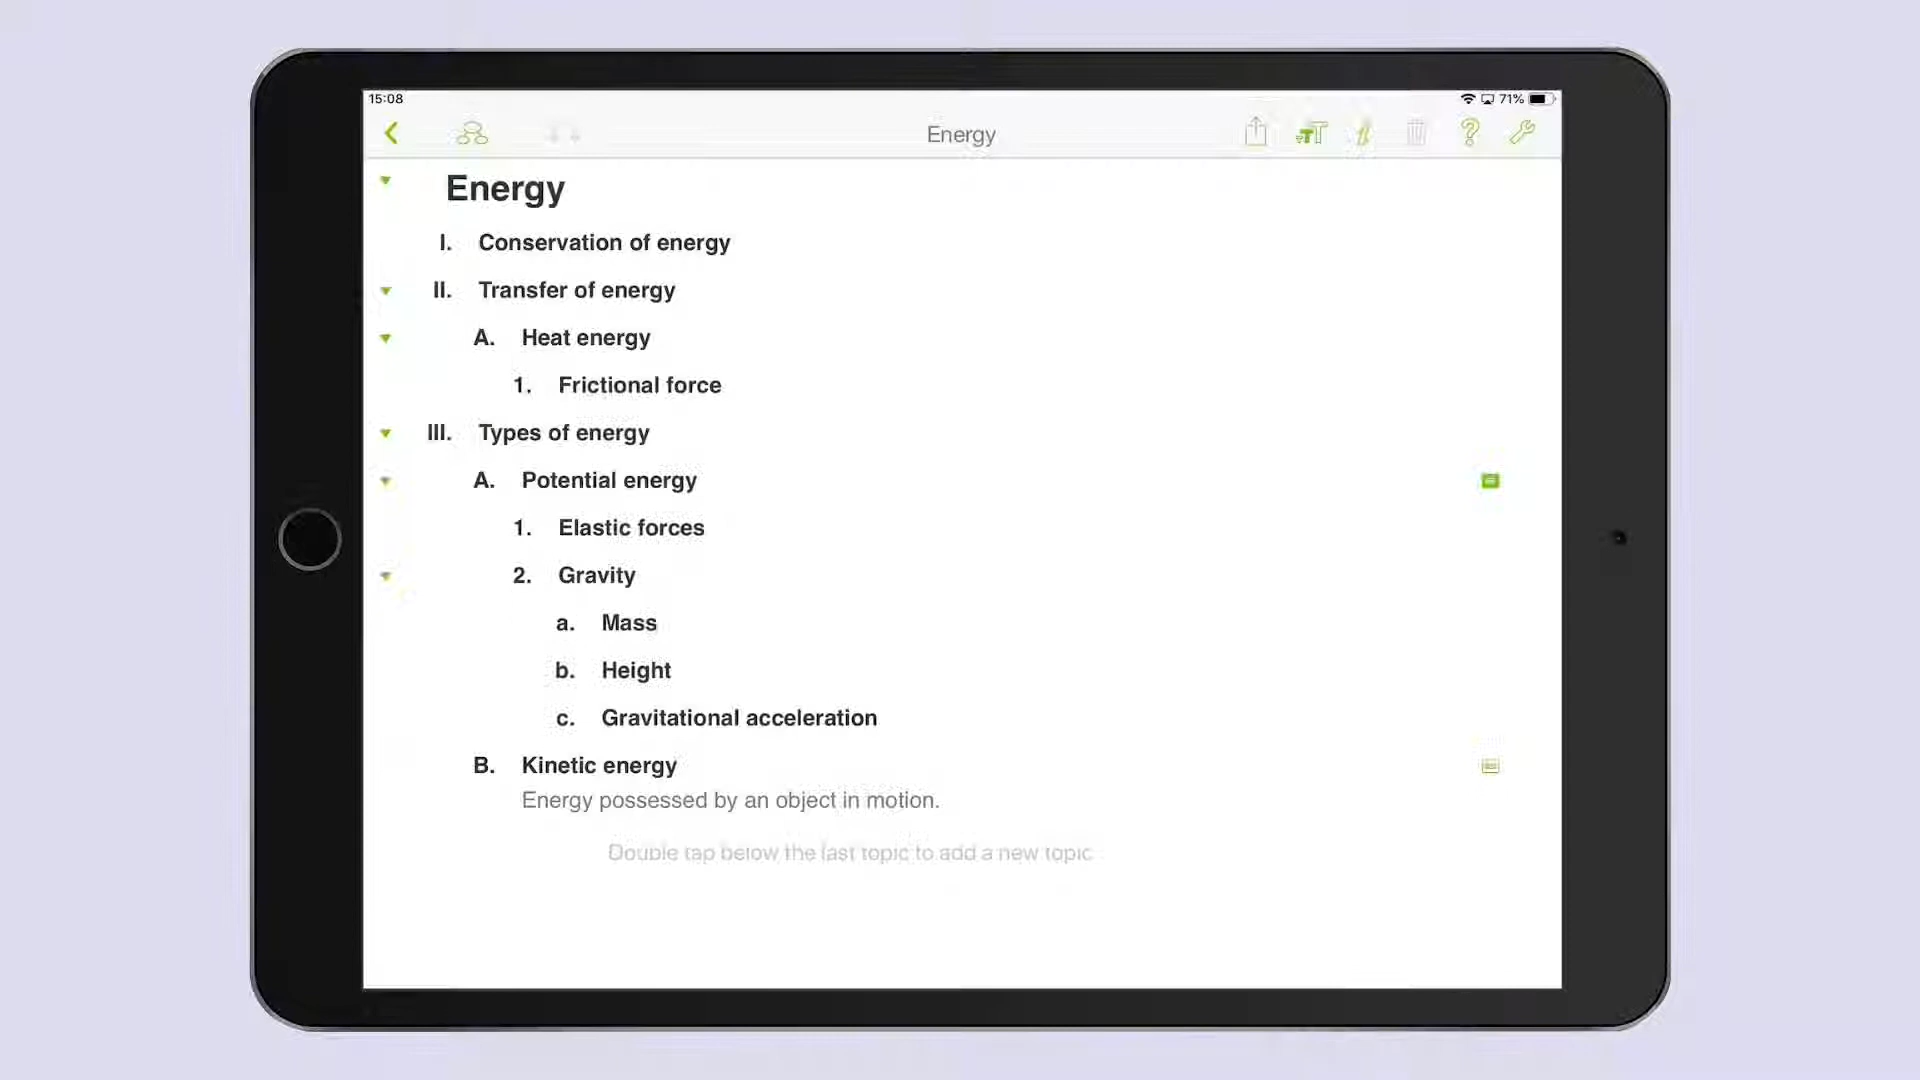 15:08
71%
Energy
Energy
I. Conservation of energy
II. Transfer of energy
A. Heat energy
1. Frictional force
III. Types of energy
A. Potential energy
1. Elastic forces
2. Gravity
a. Mass
b. Height
c. Gravitational acceleration
B. Kinetic energy
Energy possessed by an object in motion.
Double tap below the last topic to add a new topic